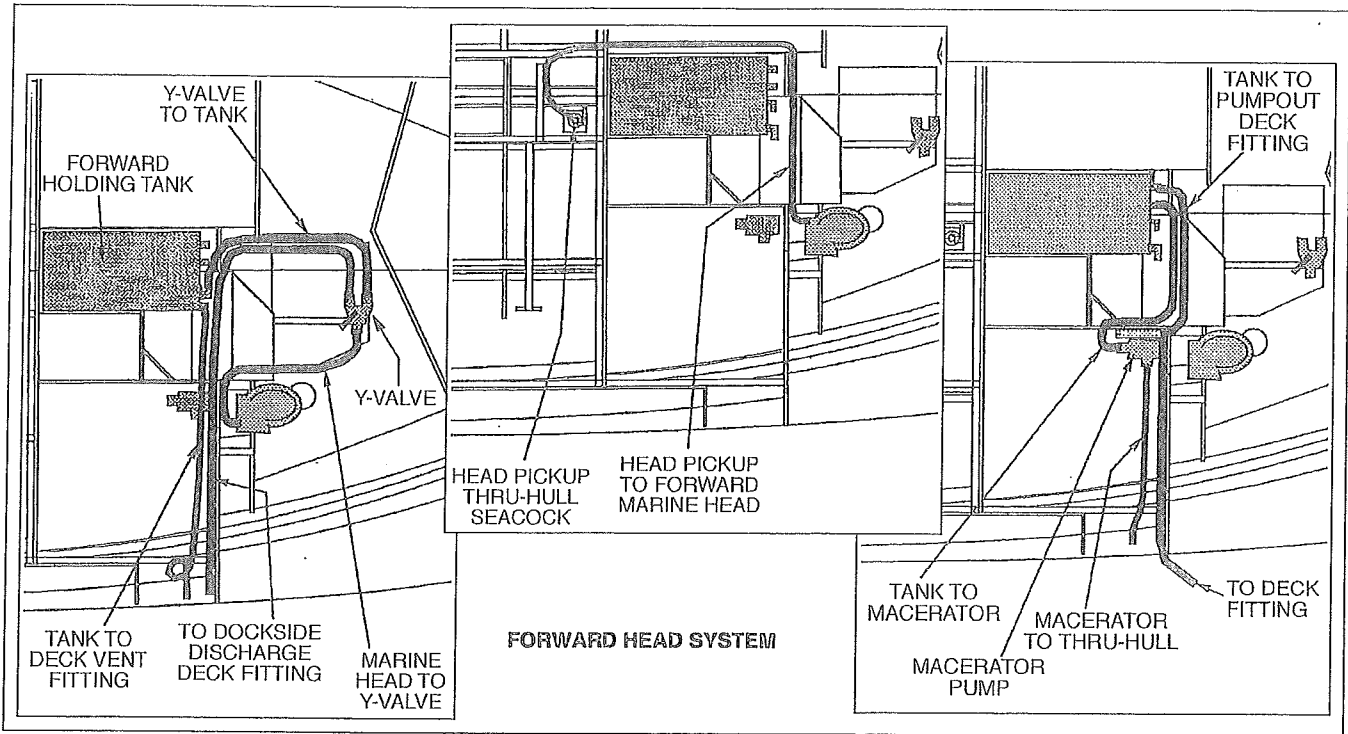 Y-VALVE
TO TANK
FORWARD
HOLDING TANK
Y-VALVE
TANK TO
DECK VENT
FITTING
TO DOCKSIDE
DISCHARGE
DECK FITTING
MARINE
HEAD TO
Y-VALVE
HEAD PICKUP
THRU-HULL
SEACOCK
HEAD PICKUP
TO FORWARD
MARINE HEAD
FORWARD HEAD SYSTEM
TANK TO
PUMPOUT
DECK
FITTING
TANK TO
MACERATOR
MACERATOR
PUMP
MACERATOR
TO THRU-HULL
TO DECK
FITTING